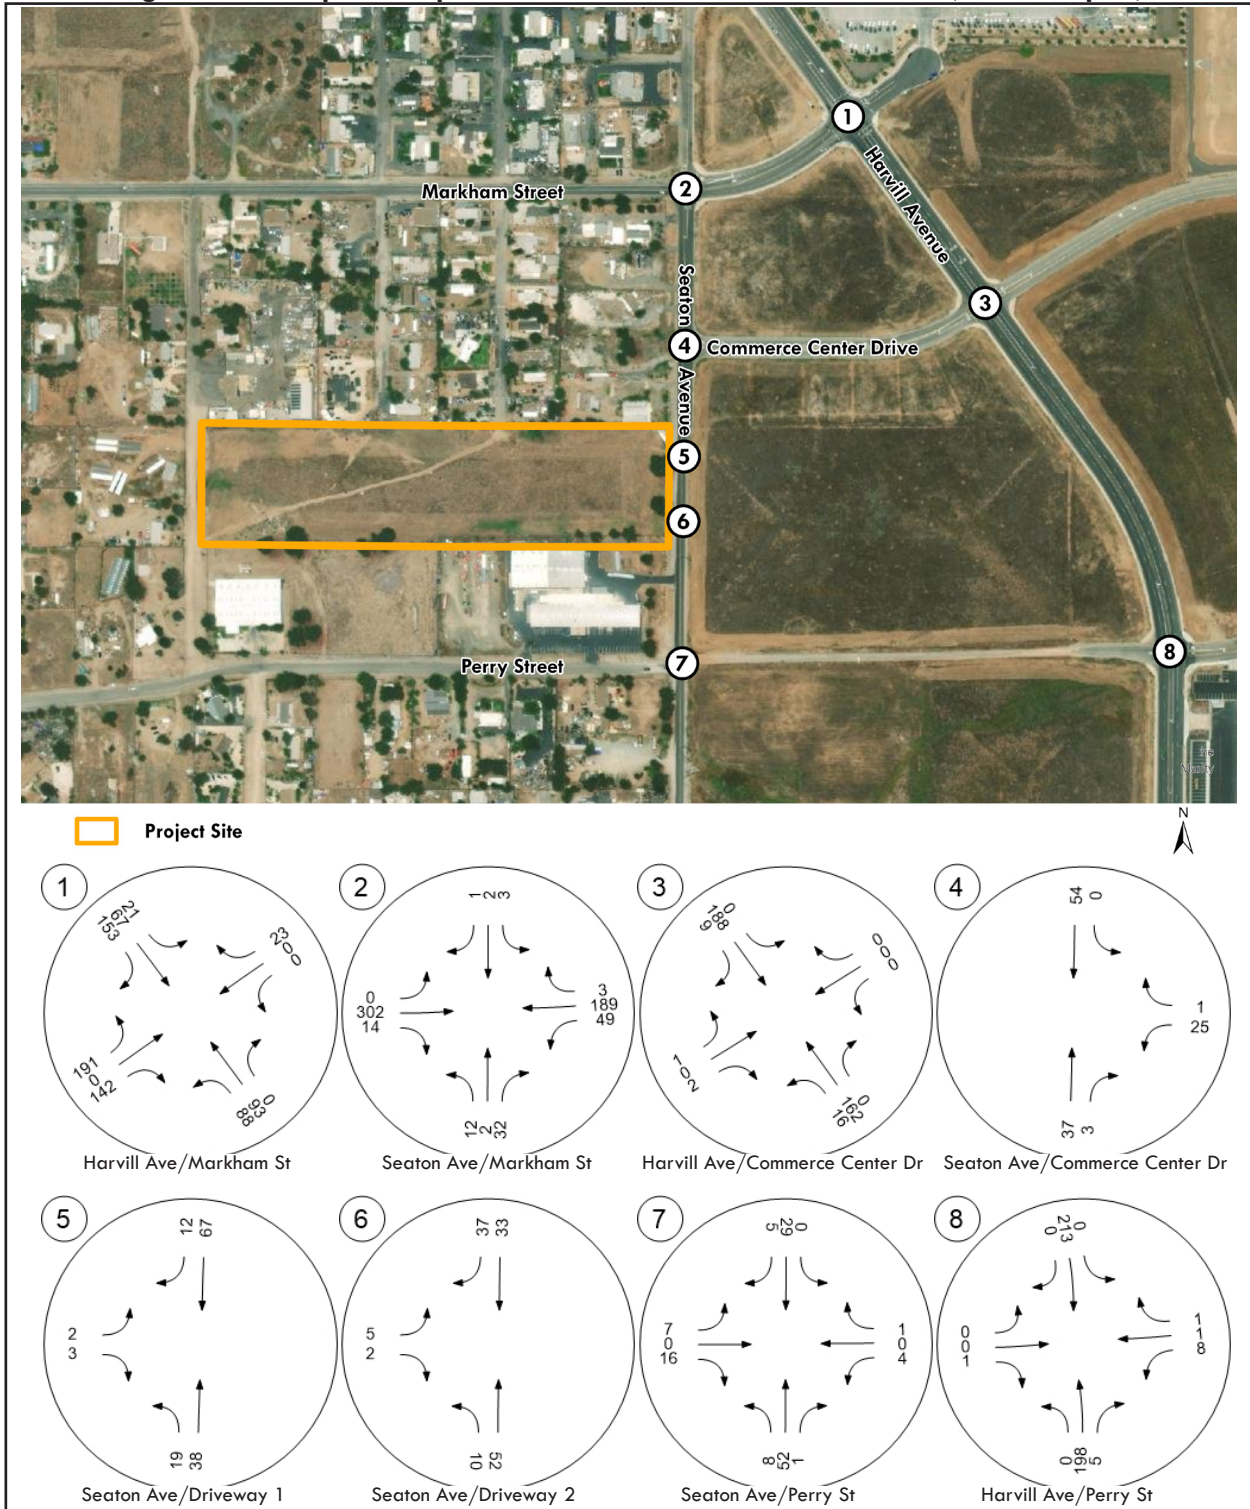 1
Harvill Avenue
Markham Street
2
Seaton Avenue
3
4
Commerce Center Drive
5
6
Perry Street
7
8
Project Site
N
1
153 67 21
23 0 0
191 0 142
88 93 0
Harvill Ave/Markham St
2
1 2 3
0
302
14
3
189
49
12 2 32
Seaton Ave/Markham St
3
9 188 0
0 0 0
1 0 2
16 162 0
Harvill Ave/Commerce Center Dr
4
54 0
1
25
37 3
Seaton Ave/Commerce Center Dr
5
12 67
2
3
19 38
Seaton Ave/Driveway 1
6
37 33
5
2
10 52
Seaton Ave/Driveway 2
7
5 29 0
7
0
16
1
0
4
8 52 1
Seaton Ave/Perry St
8
0 213 0
0
0
1
1
1
8
0 198 5
Harvill Ave/Perry St